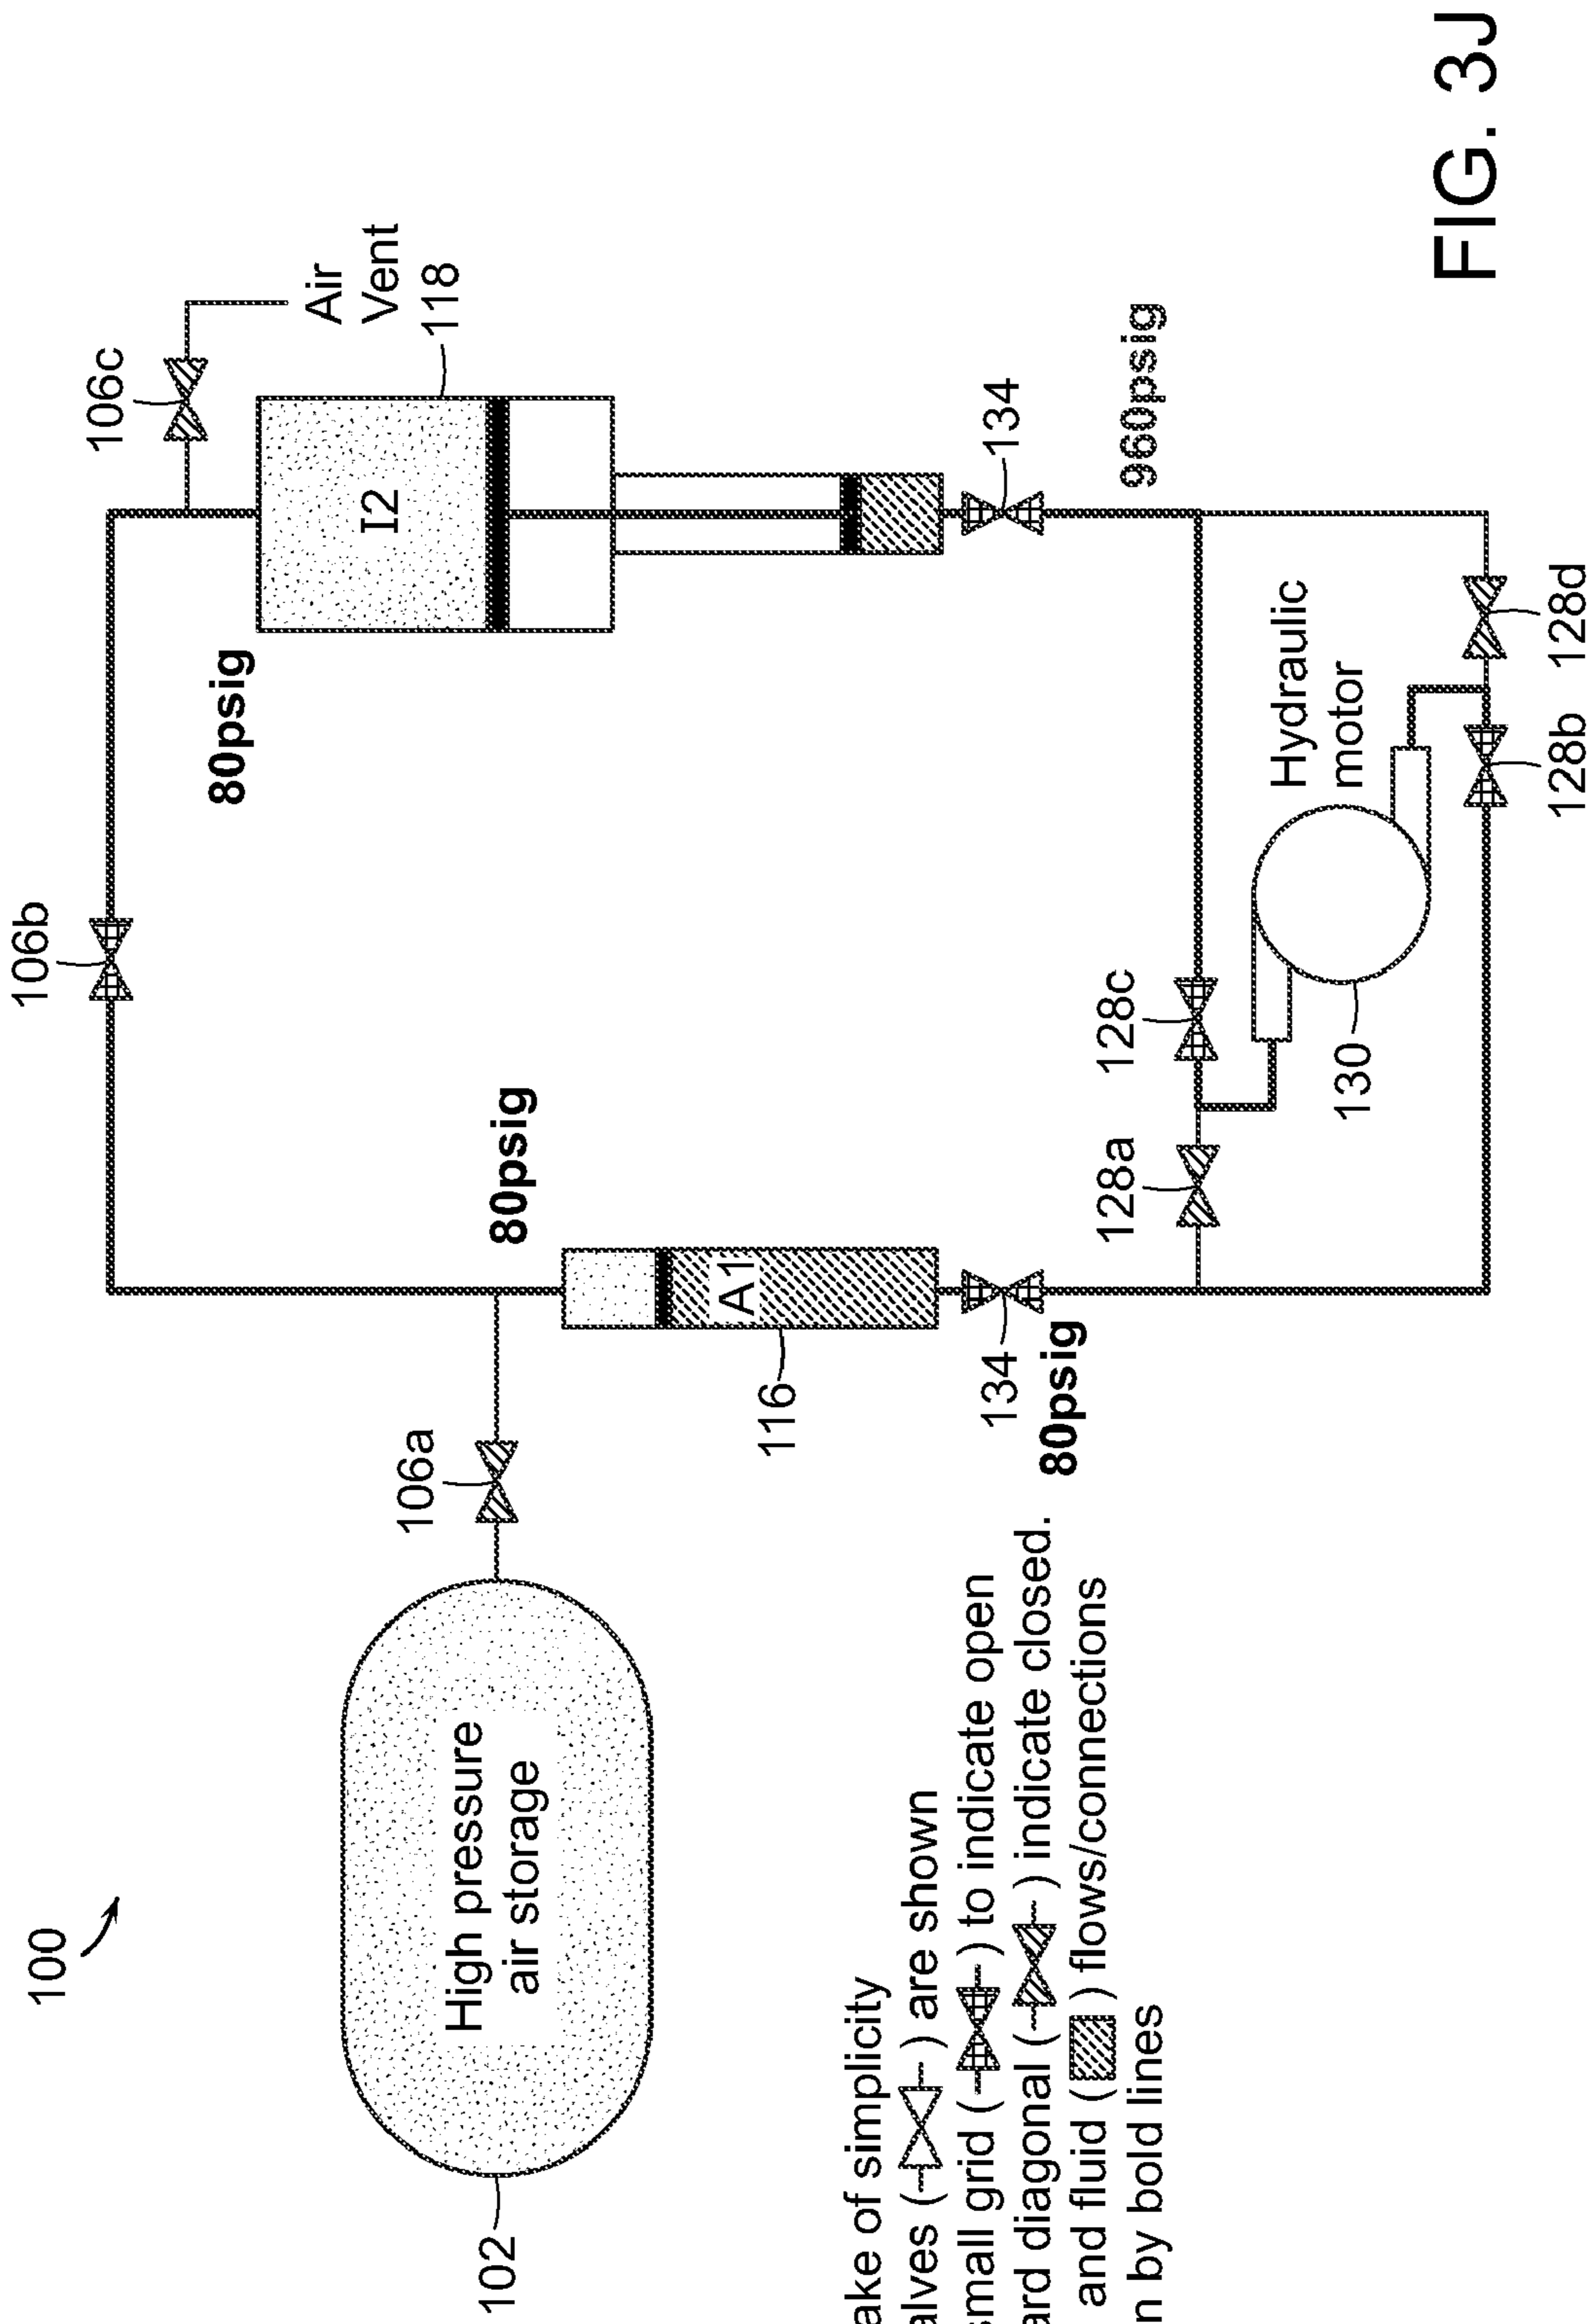 100
102
High pressure
air storage
106a
106b
106c
Air
Vent
80psig
80psig
I2
118
A1
116
134
80psig
134
960psig
128a
128c
Hydraulic
motor
130
128b
128d
ake of simplicity
alves ( ) are shown
small grid ( ) to indicate open
ard diagonal ( ) indicate closed.
and fluid ( ) flows/connections
n by bold lines
FIG. 3J